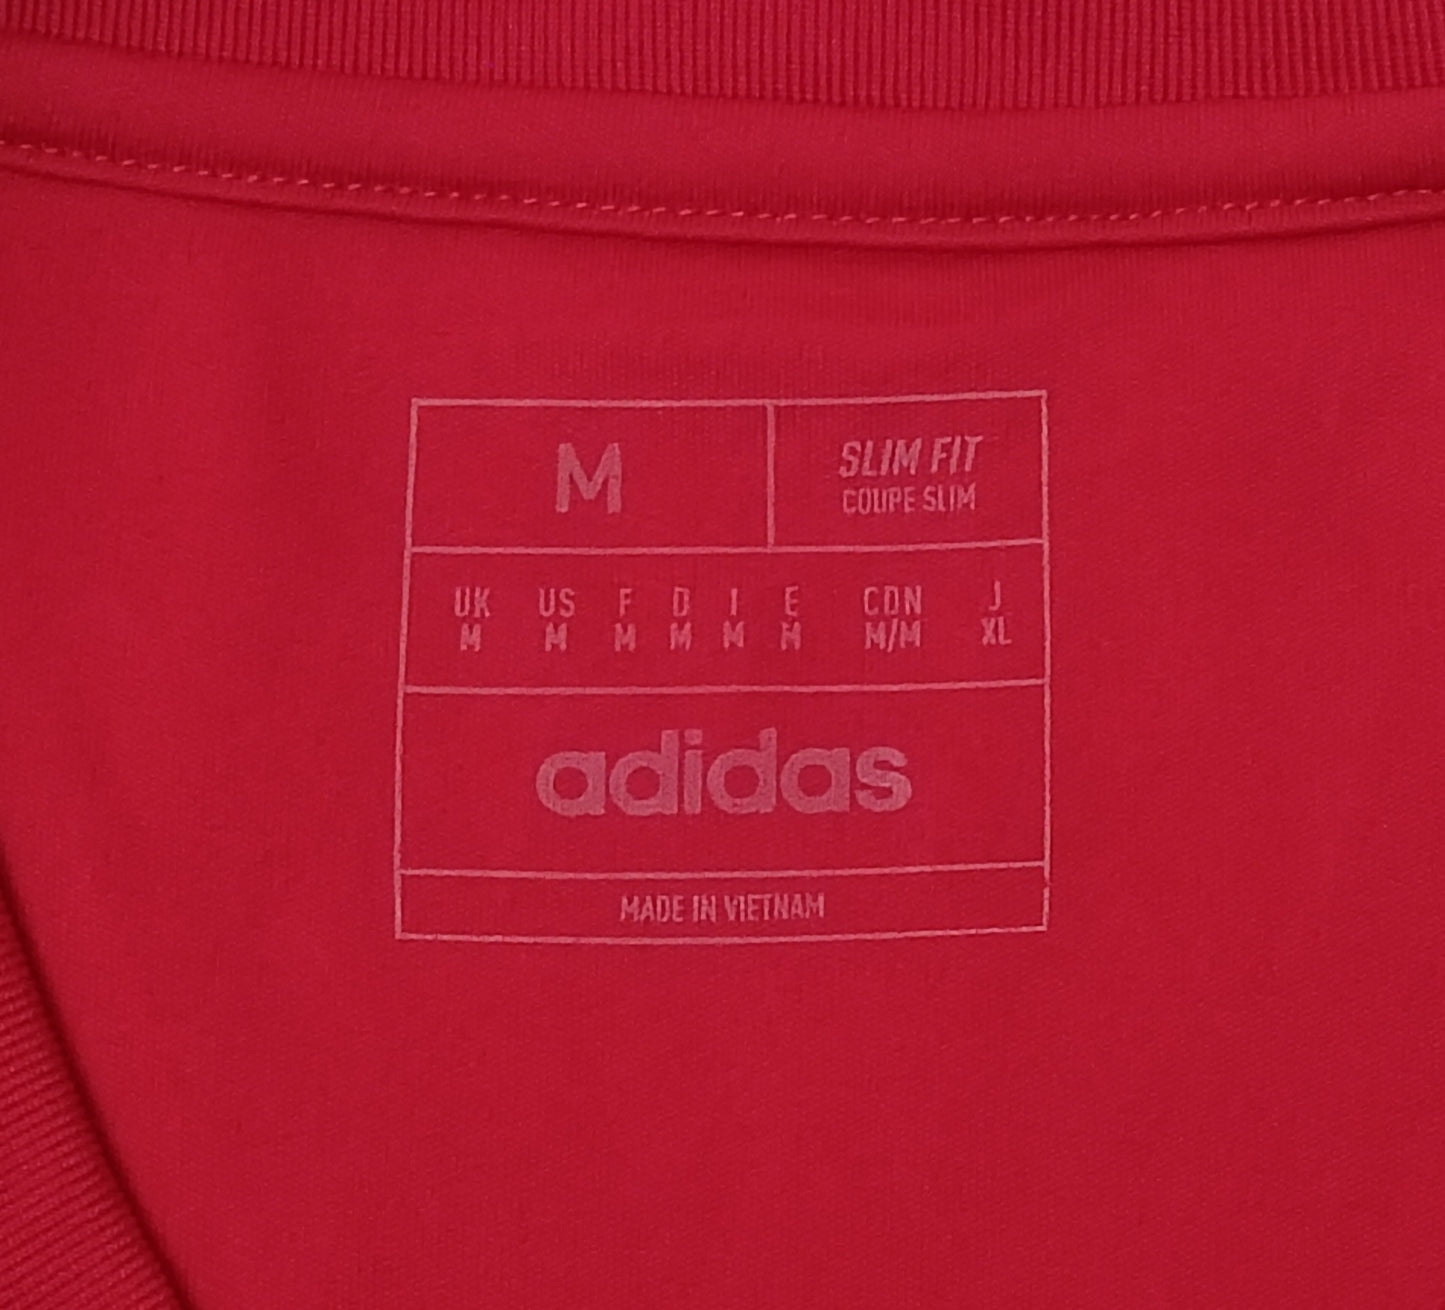 M
SLIM FIT
COUPE SLIM
UK US F D I E CDN J
M M M M M M M/M XL
adidas
MADE IN VIETNAM